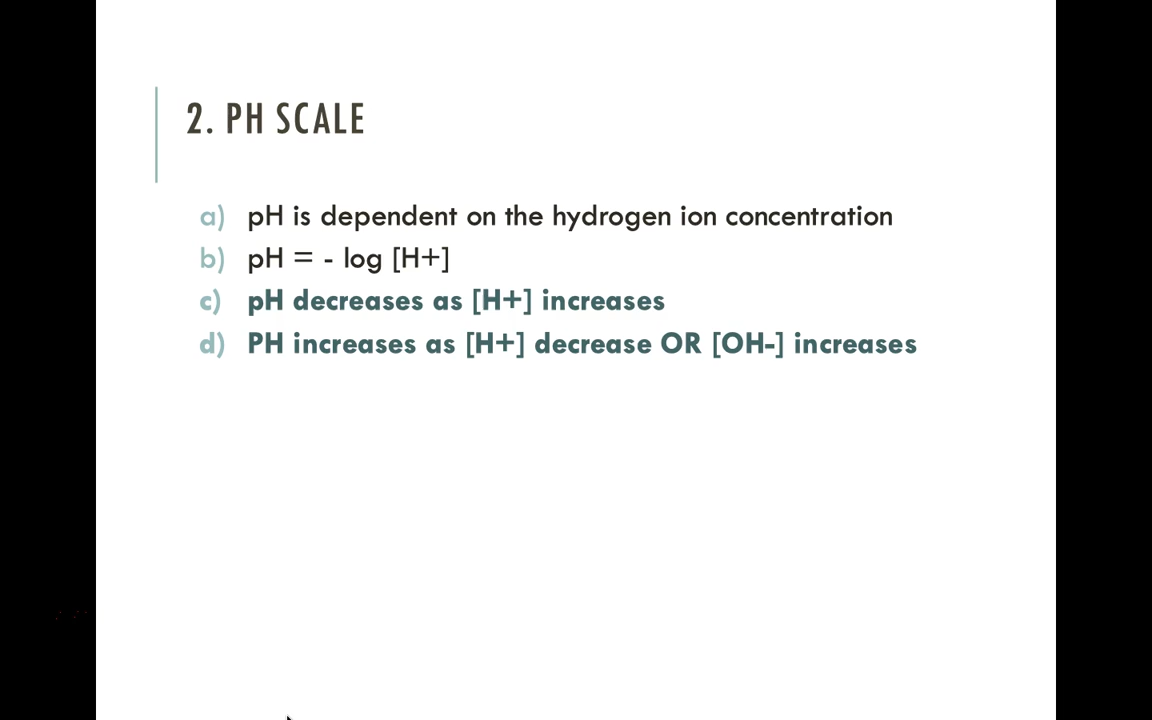 2. PH SCALE
a) pH is dependent on the hydrogen ion concentration
b) pH = - log [H+]
c) pH decreases as [H+] increases
d) PH increases as [H+] decrease OR [OH-] increases